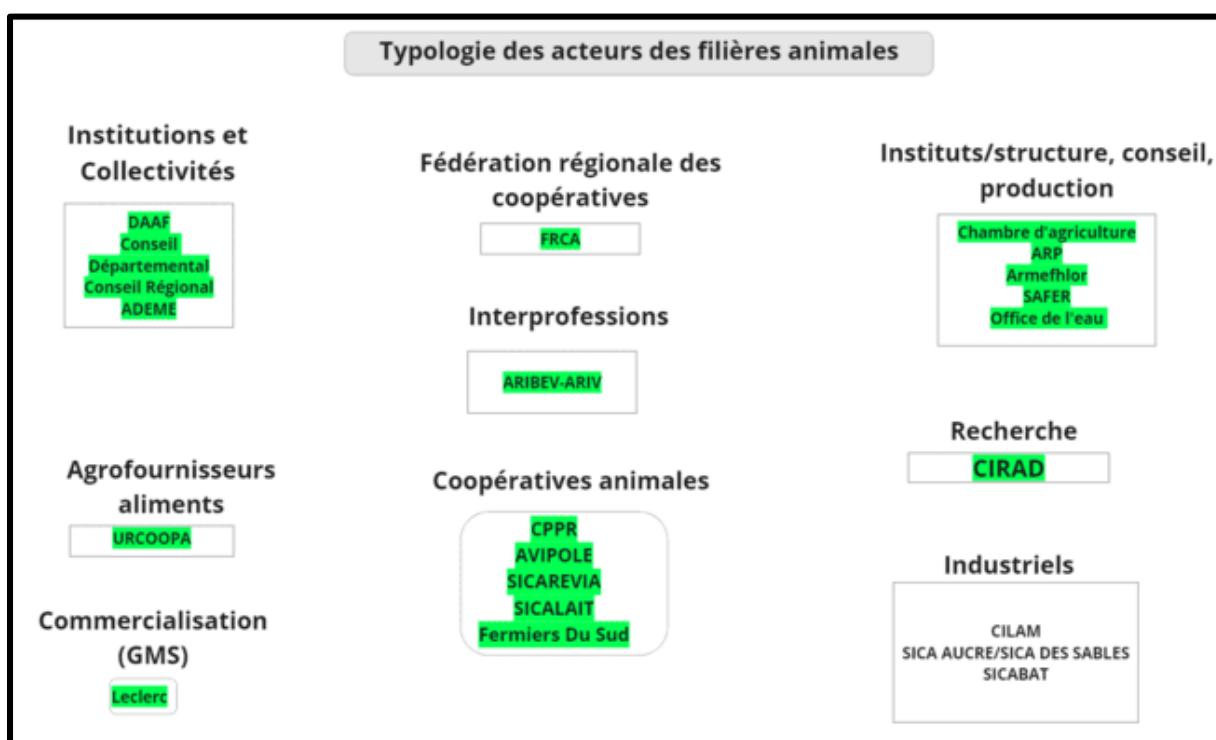 Typologie des acteurs des filières animales
Institutions et
Collectivités
DAAF
Conseil
Départemental
Conseil Régional
ADEME
Agrofournisseurs
aliments
URCOOPA
Commercialisation
(GMS)
Leclerc
Fédération régionale des
coopératives
FRCA
Interprofessions
ARIBEV-ARIV
Coopératives animales
CPPR
AVIPOLE
SICAREVIA
SICALAIT
Fermiers Du Sud
Instituts/structure, conseil,
production
Chambre d'agriculture
ARP
Armefhlor
SAFER
Office de l'eau
Recherche
CIRAD
Industriels
CILAM
SICA AUCRE/SICA DES SABLES
SICABAT